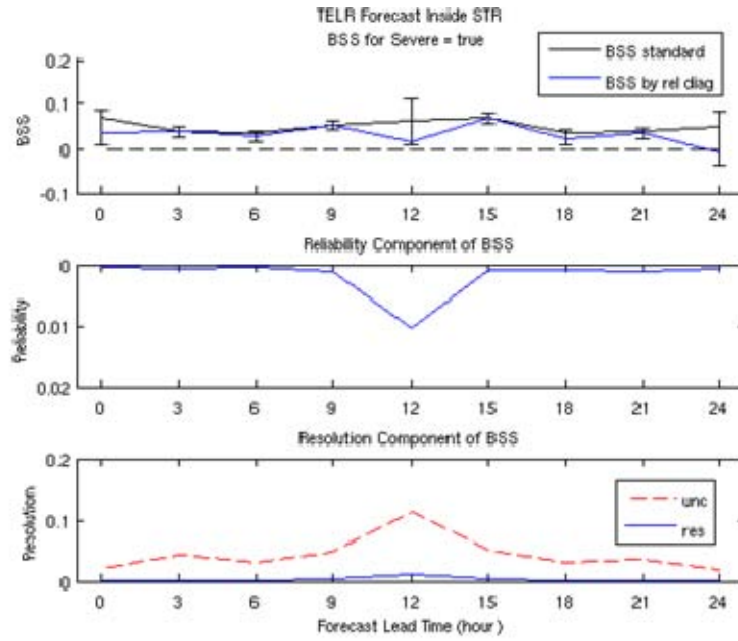 TELR Forecast Inside STR
BSS for Severe = true
BSS standard
BSS by rel diag
BSS
0.2
0.1
0
-0.1
0 3 6 9 12 15 18 21 24
Reliability Component of BSS
Reliability
0
0.01
0.02
0 3 6 9 12 15 18 21 24
Resolution Component of BSS
Resolution
0.2
0.1
0
unc
res
0 3 6 9 12 15 18 21 24
Forecast Lead Time (hour)